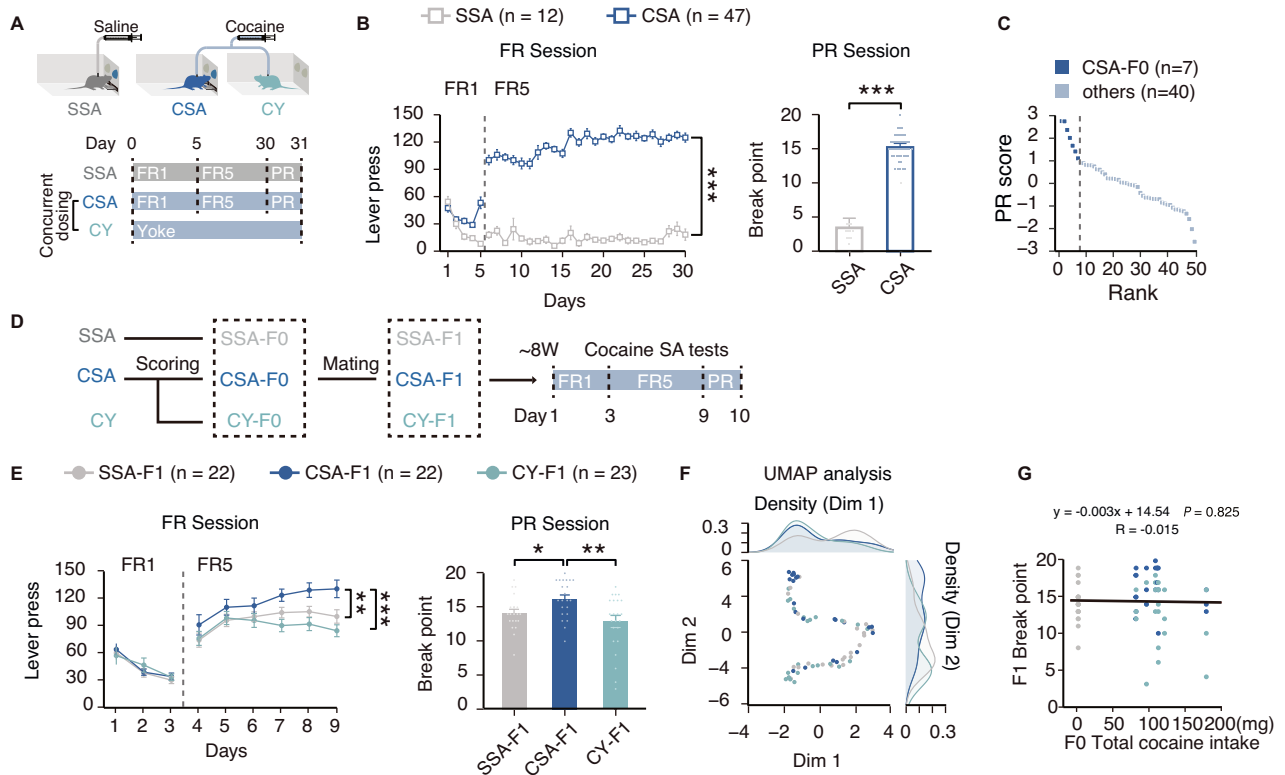 A
Saline
Cocaine
SSA
CSA
CY
Day
0
5
30
31
SSA
FR1
FR5
PR
CSA
FR1
FR5
PR
CY
Yoke
Concurrent
dosing
B
SSA (n = 12)
CSA (n = 47)
FR Session
FR1
FR5
Lever press
150
120
90
60
30
0
1
5
10
15
20
25
30
Days
***
PR Session
***
Break point
20
15
10
5
0
SSA
CSA
C
CSA-F0 (n=7)
others (n=40)
PR score
3
2
1
0
−1
−2
−3
0
10
20
30
40
50
Rank
D
SSA
CSA
CY
Scoring
SSA-F0
CSA-F0
CY-F0
Mating
SSA-F1
CSA-F1
CY-F1
~8W
Cocaine SA tests
FR1
FR5
PR
Day 1
3
9
10
E
SSA-F1 (n = 22)
CSA-F1 (n = 22)
CY-F1 (n = 23)
FR Session
FR1
FR5
Lever press
150
120
90
60
30
0
1
2
3
4
5
6
7
8
9
Days
**
***
PR Session
*
**
Break point
20
15
10
5
0
SSA-F1
CSA-F1
CY-F1
F
UMAP analysis
Density (Dim 1)
0.3
0
Dim 2
6
4
2
0
−4
−6
−4
−2
0
2
4
Dim 1
Density (Dim 2)
0
0.3
G
y = -0.003x + 14.54 P = 0.825
R = -0.015
F1 Break point
20
15
10
5
0
0
50
100
150
200(mg)
F0 Total cocaine intake